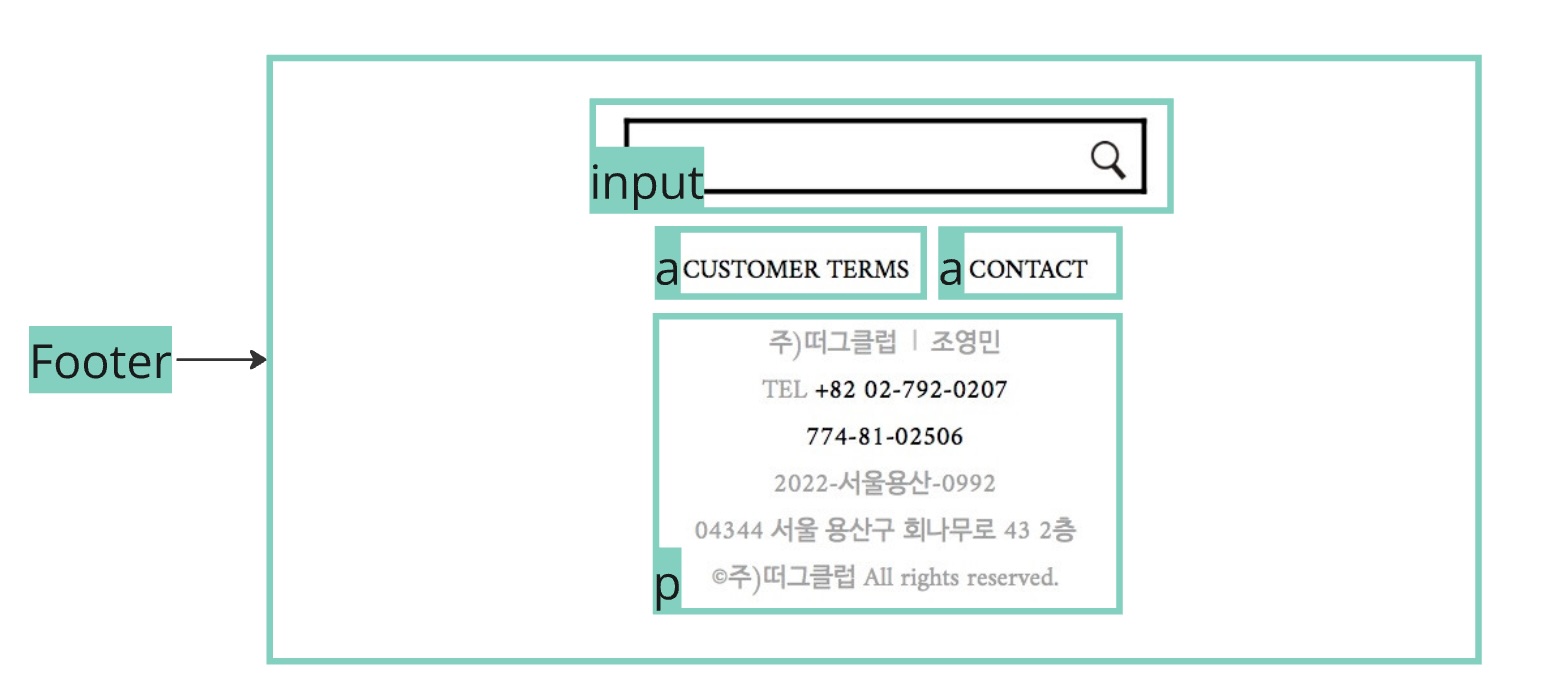 input
a CUSTOMER TERMS a CONTACT
Footer
주)떠그클럽 | 조영민
TEL +82 02-792-0207
774-81-02506
2022-서울용산-0992
04344 서울 용산구 회나무로 43 2층
p
©주)떠그클럽 All rights reserved.